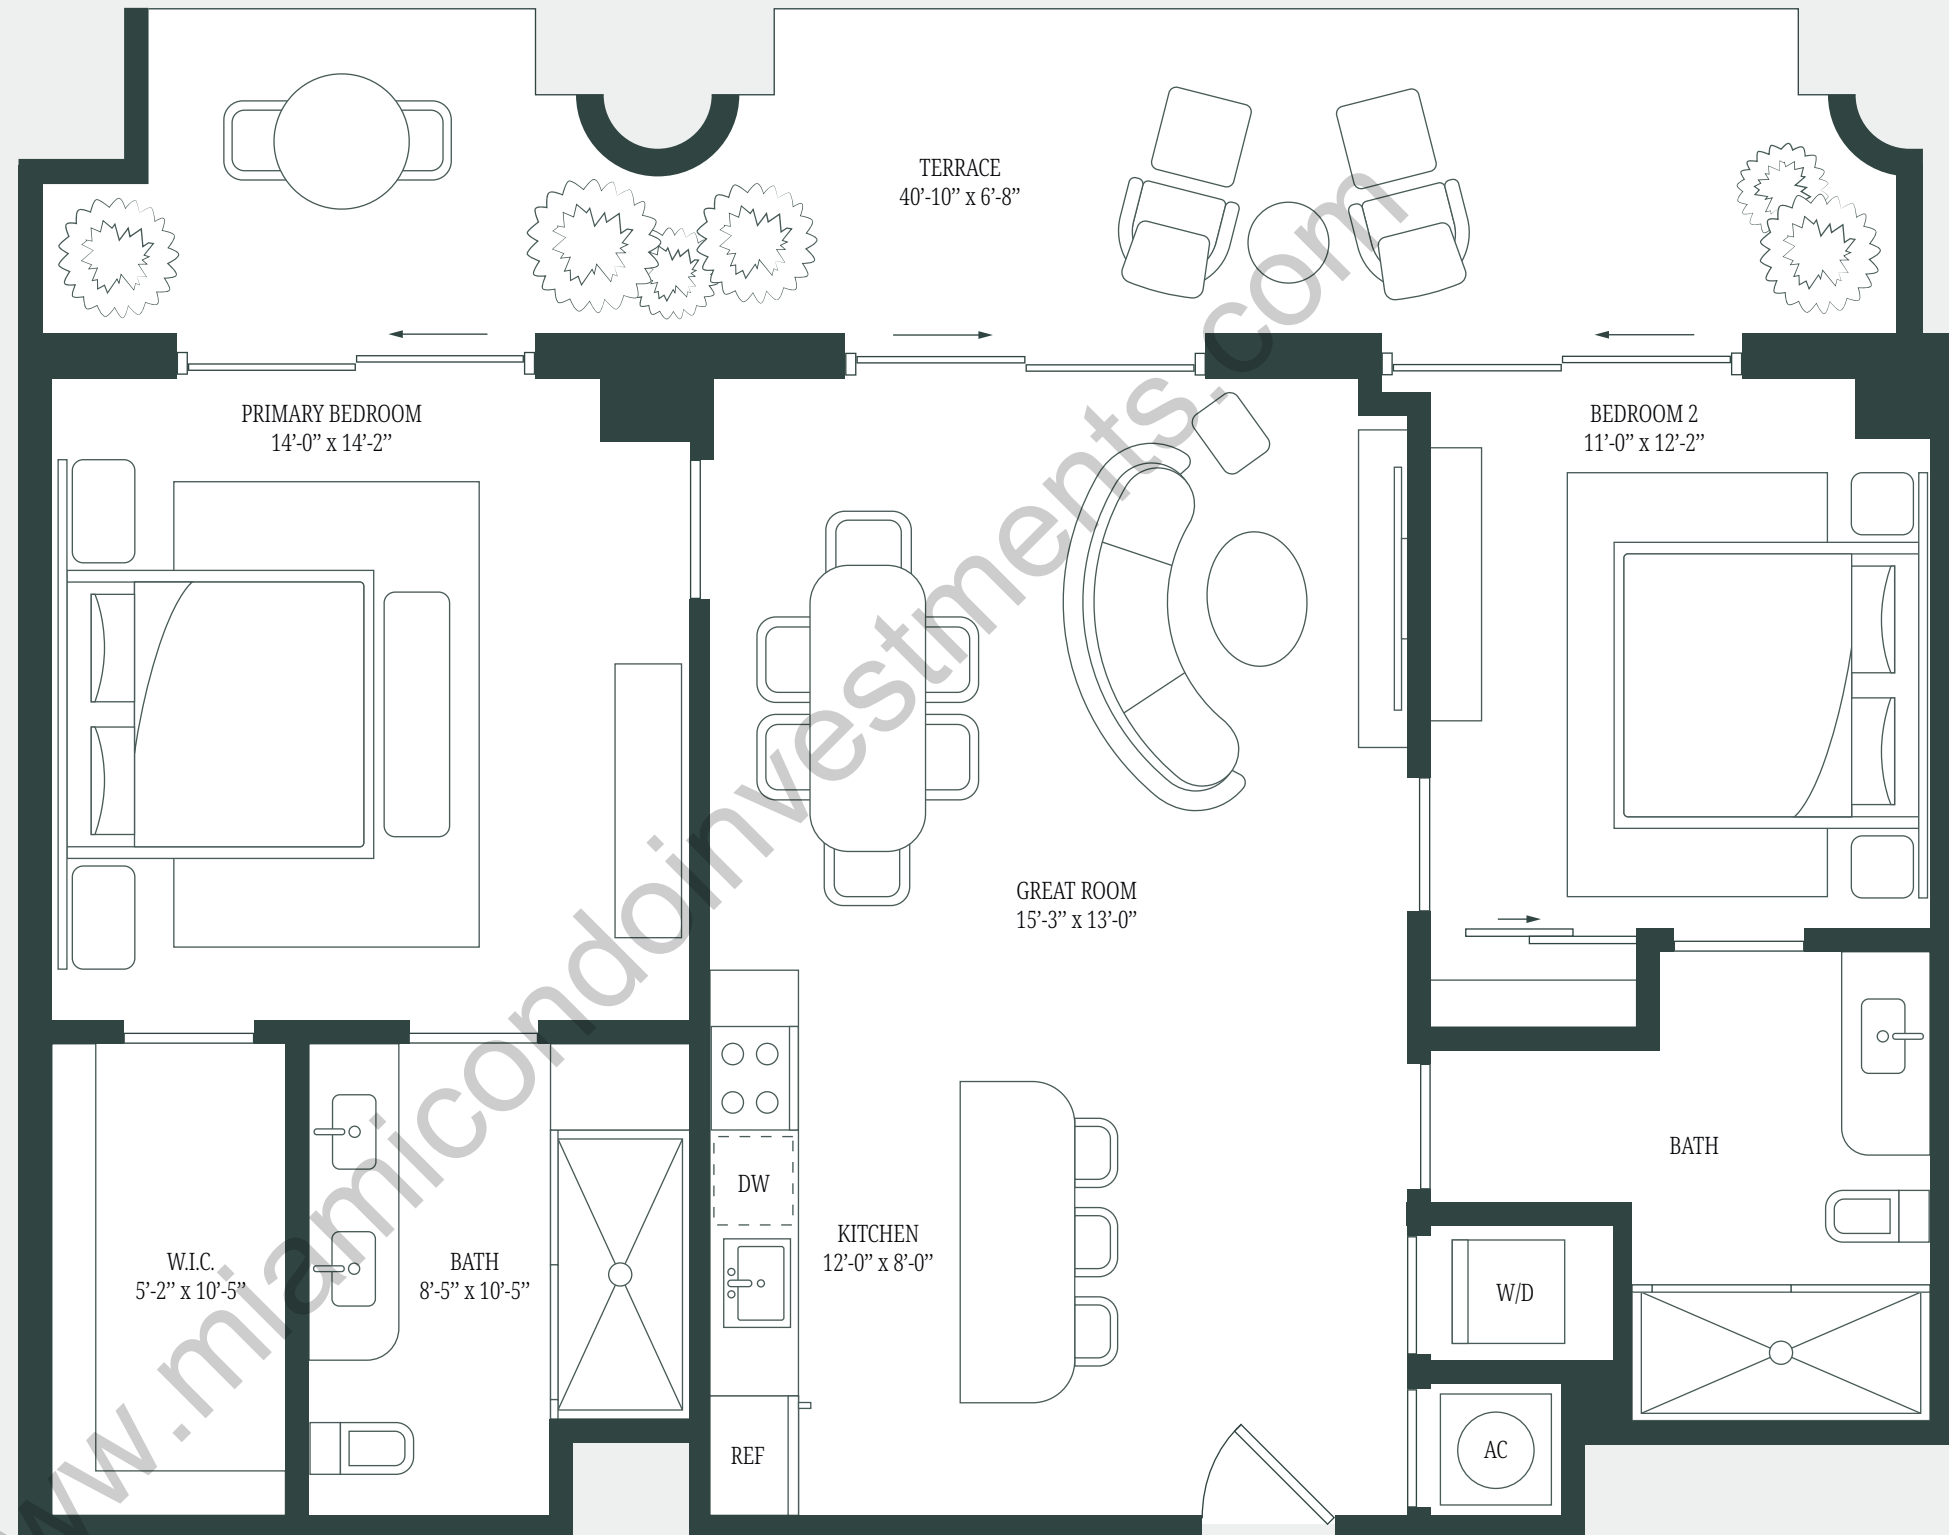 TERRACE
40’-10” x 6’-8”
PRIMARY BEDROOM
14’-0” x 14’-2”
BEDROOM 2
11’-0” x 12’-2”
GREAT ROOM
15’-3” x 13’-0”
BATH
DW
KITCHEN
12’-0” x 8’-0”
W.I.C.
5’-2” x 10’-5”
BATH
8’-5” x 10’-5”
W/D
REF
AC
www.miamicondoinvestments.com